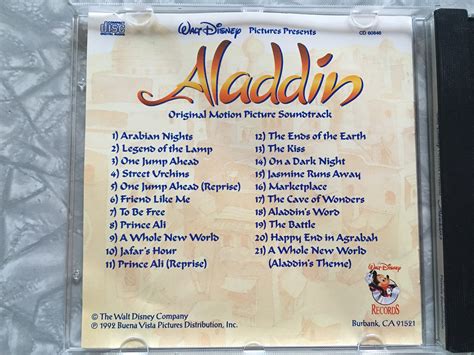 COMPACT disc DIGITAL AUDIO
WALT DISNEY Pictures Presents
CD 60846
Aladdin
Original Motion Picture Soundtrack
1) Arabian Nights
2) Legend of the Lamp
3) One Jump Ahead
4) Street Urchins
5) One Jump Ahead (Reprise)
6) Friend Like Me
7) To Be Free
8) Prince Ali
9) A Whole New World
10) Jafar's Hour
11) Prince Ali (Reprise)
12) The Ends of the Earth
13) The Kiss
14) On a Dark Night
15) Jasmine Runs Away
16) Marketplace
17) The Cave of Wonders
18) Aladdin's Word
19) The Battle
20) Happy End in Agrabah
21) A Whole New World
(Aladdin's Theme)
© The Walt Disney Company
℗ 1992 Buena Vista Pictures Distribution, Inc.
WALT DISNEY
RECORDS
Burbank, CA 91521